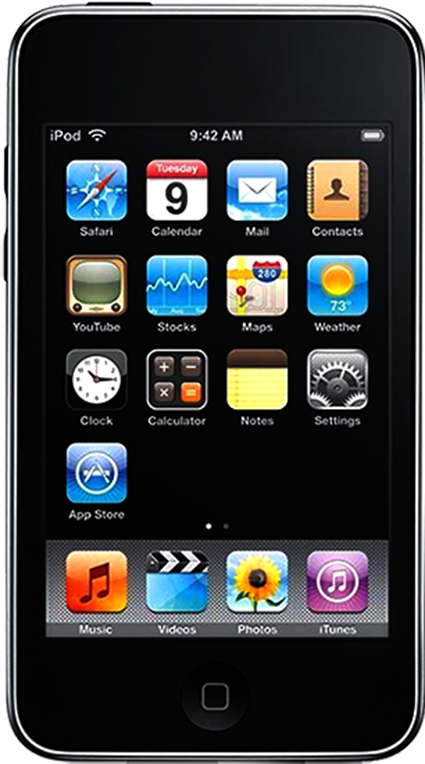 iPod 9:42 AM
Safari Tuesday 9 Calendar Mail Contacts
YouTube Stocks 280 Maps 73° Weather
Clock Calculator Notes Settings
App Store
Music Videos Photos iTunes